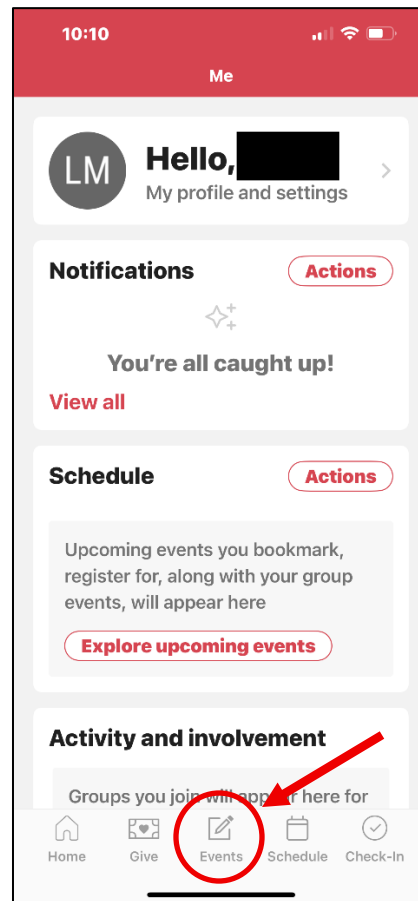 10:10
Me
LM
Hello,
My profile and settings
Notifications
Actions
You're all caught up!
View all
Schedule
Actions
Upcoming events you bookmark,
register for, along with your group
events, will appear here
Explore upcoming events
Activity and involvement
Groups you join will appear here for
Home
Give
Events
Schedule
Check-In